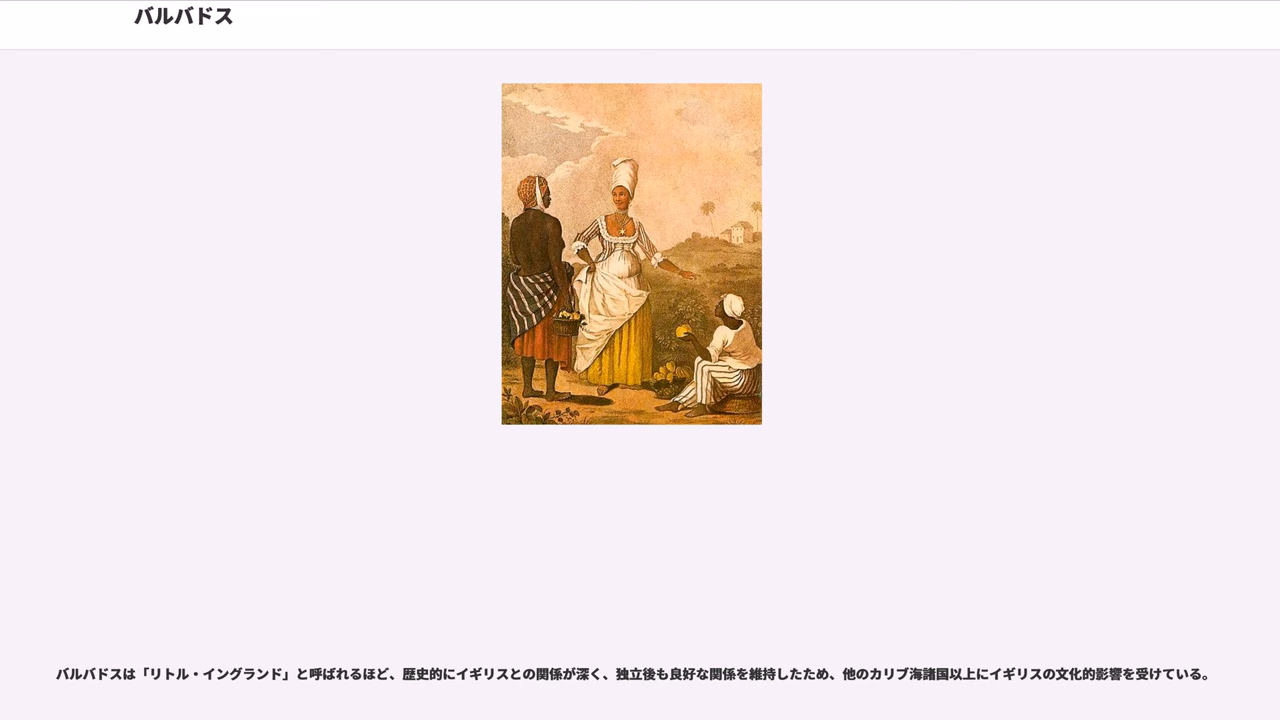 バルバドス
バルバドスは「リトル・イングランド」と呼ばれるほど、歴史的にイギリスとの関係が深く、独立後も良好な関係を維持したため、他のカリブ海諸国以上にイギリスの文化的影響を受けている。